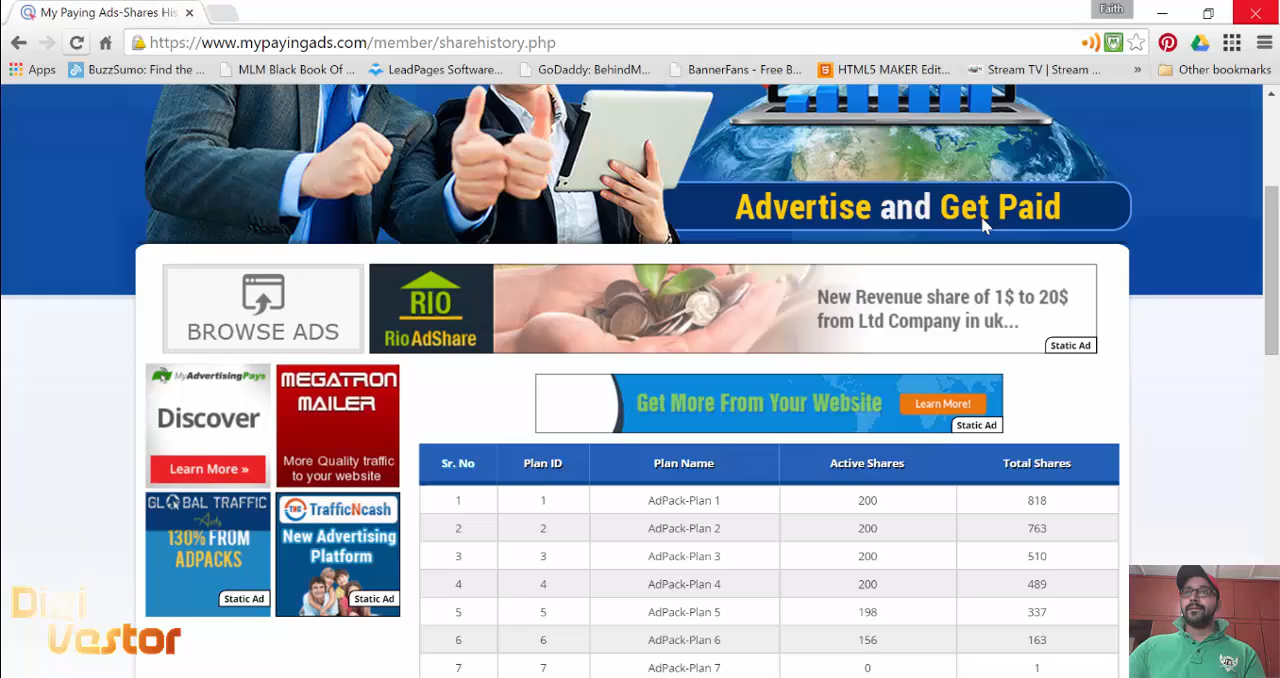 My Paying Ads-Shares His
Faith
https://www.mypayingads.com/member/sharehistory.php
Apps
BuzzSumo: Find the ...
MLM Black Book Of ...
LeadPages Software...
GoDaddy: BehindM...
BannerFans - Free B...
HTML5 MAKER Edit...
Stream TV | Stream ...
»
Other bookmarks
Advertise and Get Paid
BROWSE ADS
RIO
Rio AdShare
New Revenue share of 1$ to 20$
from Ltd Company in uk...
Static Ad
MyAdvertisingPays
Discover
Learn More »
MEGATRON
MAILER
More Quality traffic
to your website
Get More From Your Website
Learn More!
Static Ad
GLOBAL TRAFFIC
Ads
130% FROM
ADPACKS
Static Ad
TrafficNcash
New Advertising
Platform
Static Ad
Sr. No Plan ID Plan Name Active Shares Total Shares
1 1 AdPack-Plan 1 200 818
2 2 AdPack-Plan 2 200 763
3 3 AdPack-Plan 3 200 510
4 4 AdPack-Plan 4 200 489
5 5 AdPack-Plan 5 198 337
6 6 AdPack-Plan 6 156 163
7 7 AdPack-Plan 7 0 1
Digi
Vestor